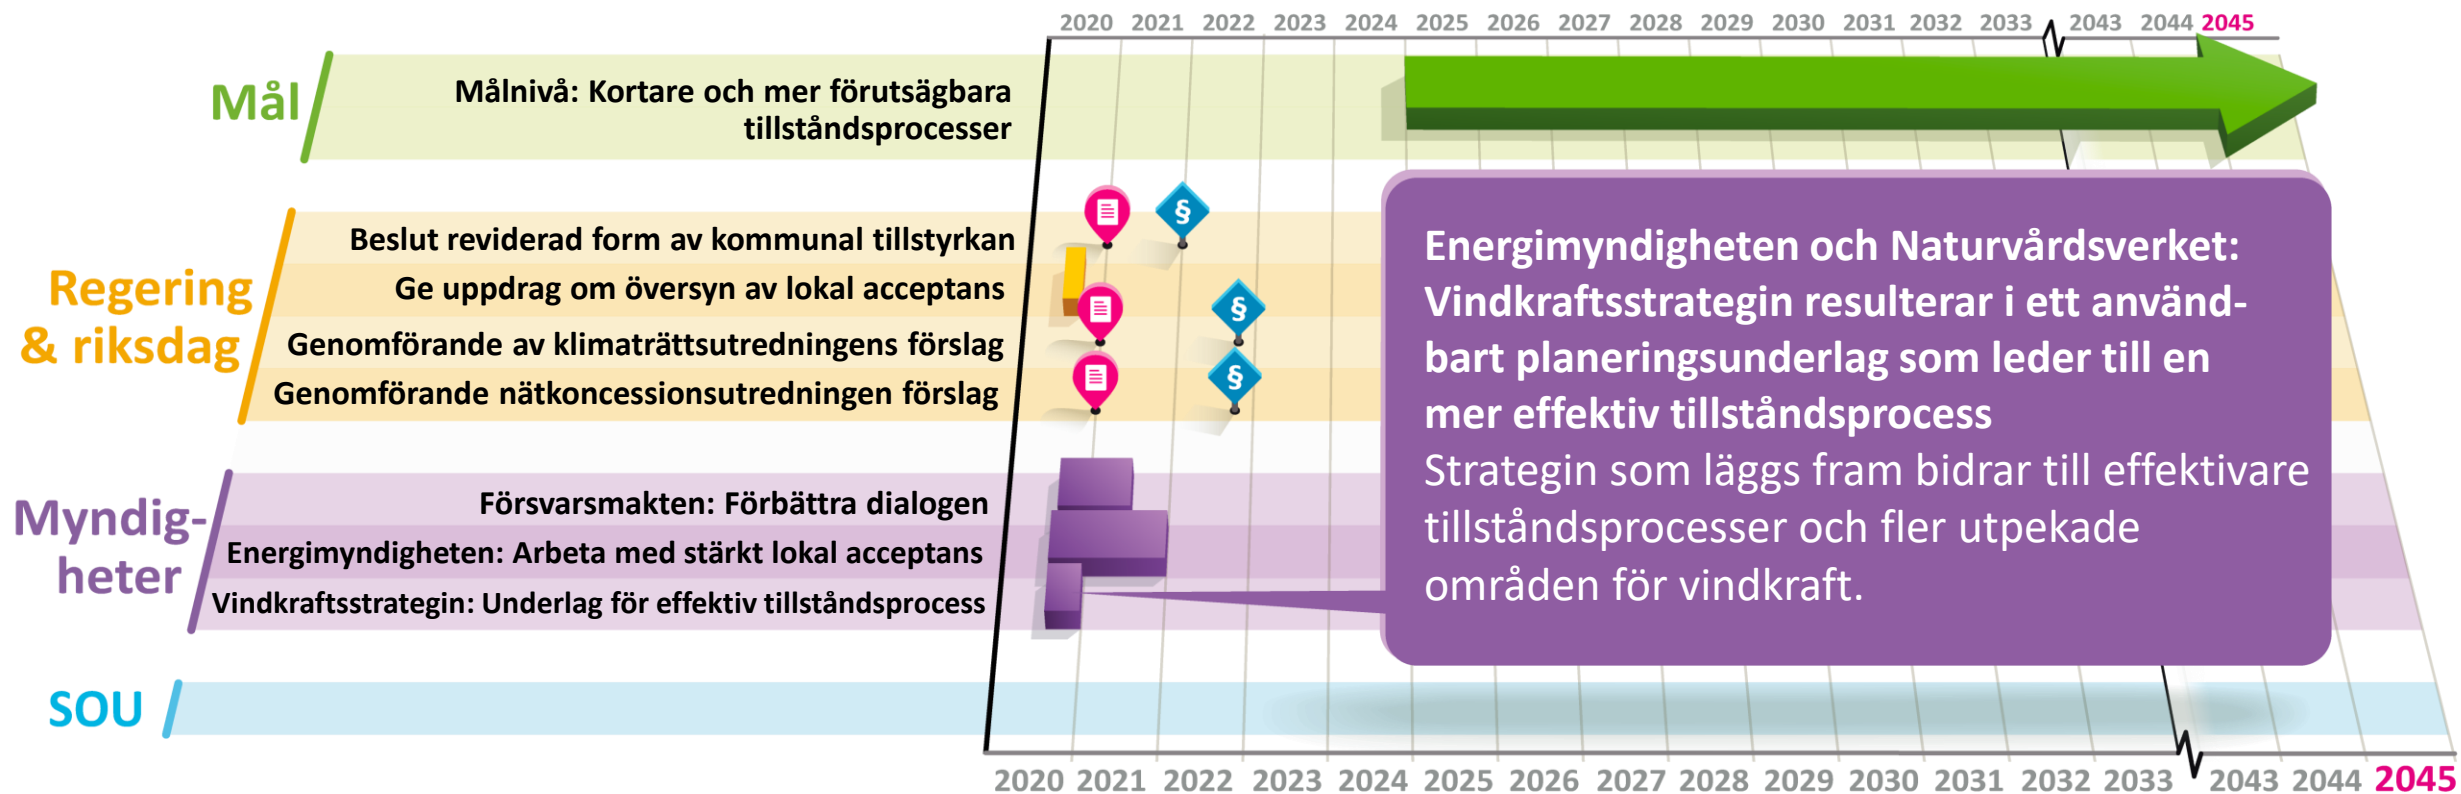 2020 2021 2022 2023 2024 2025 2026 2027 2028 2029 2030 2031 2032 2033 2043 2044 2045
Mål
Målnivå: Kortare och mer förutsägbara
tillståndsprocesser
Regering
& riksdag
Beslut reviderad form av kommunal tillstyrkan
§
Ge uppdrag om översyn av lokal acceptans
Genomförande av klimaträttsutredningens förslag
§
Genomförande nätkoncessionsutredningen förslag
§
Myndig-
heter
Försvarsmakten: Förbättra dialogen
Energimyndigheten: Arbeta med stärkt lokal acceptans
Vindkraftsstrategin: Underlag för effektiv tillståndsprocess
Energimyndigheten och Naturvårdsverket:
Vindkraftsstrategin resulterar i ett använd-
bart planeringsunderlag som leder till en
mer effektiv tillståndsprocess
Strategin som läggs fram bidrar till effektivare
tillståndsprocesser och fler utpekade
områden för vindkraft.
SOU
2020 2021 2022 2023 2024 2025 2026 2027 2028 2029 2030 2031 2032 2033 2043 2044 2045